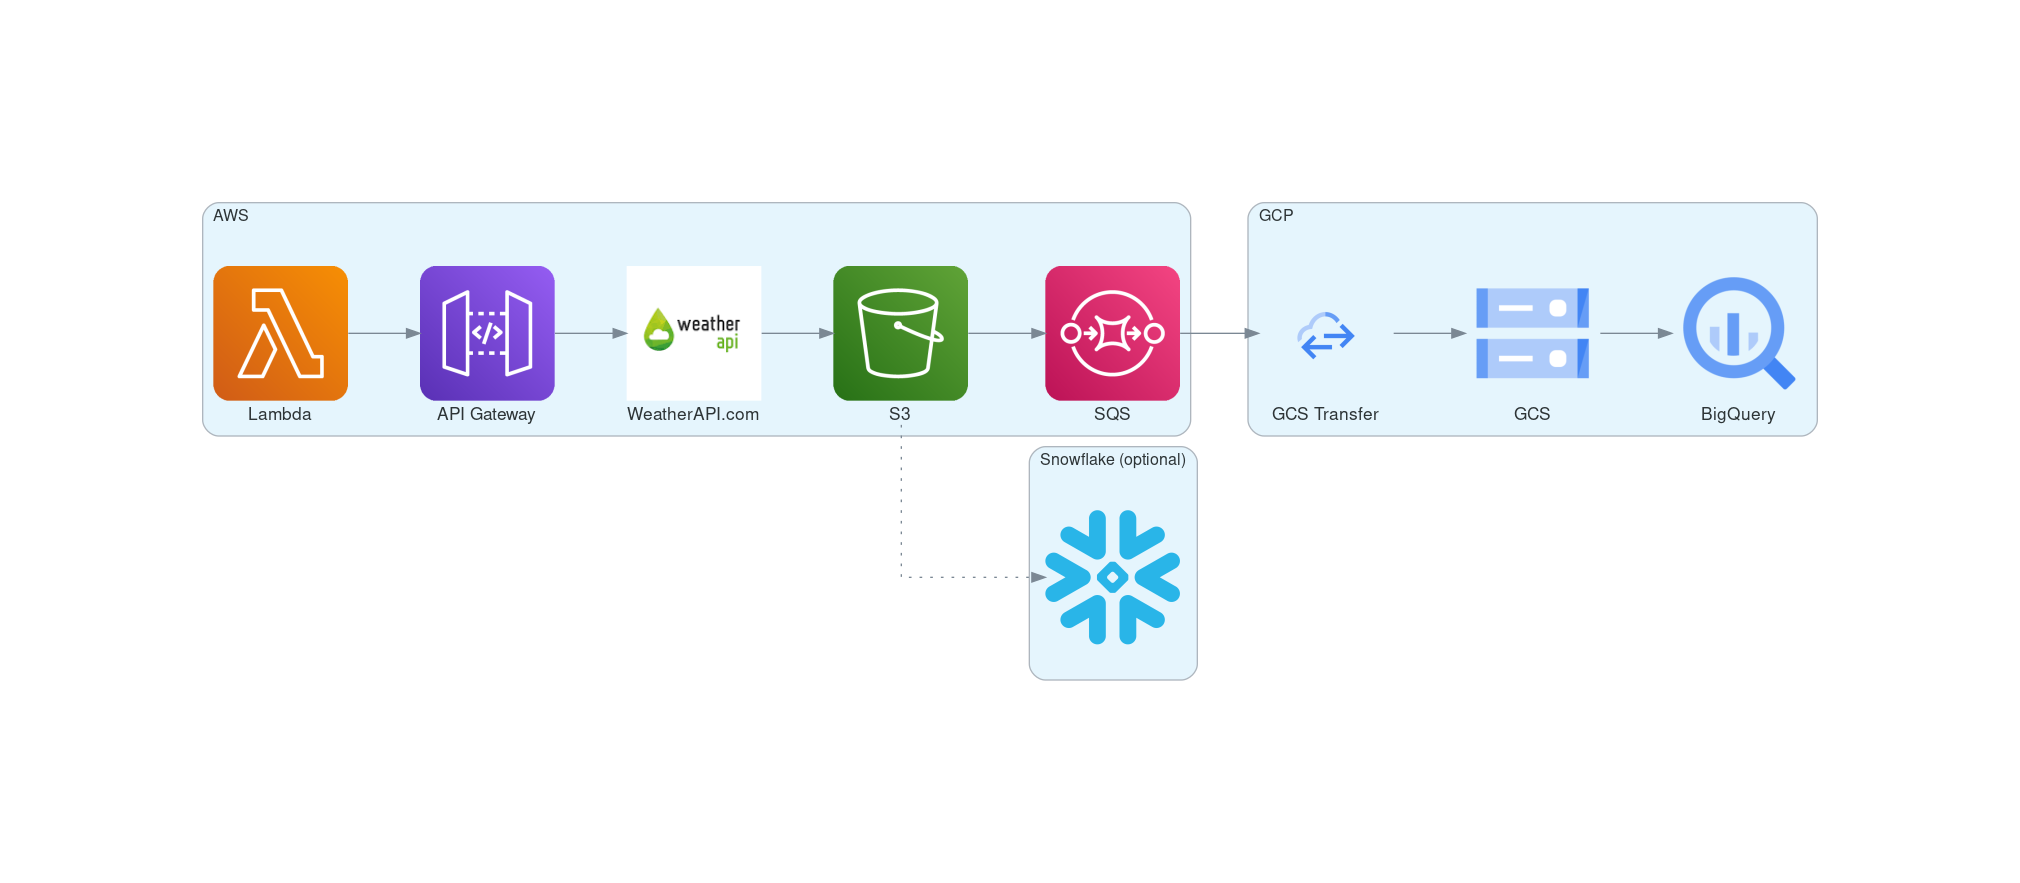 AWS
GCP
</>
weather
api
Lambda
API Gateway
WeatherAPI.com
S3
SQS
GCS Transfer
GCS
BigQuery
Snowflake (optional)